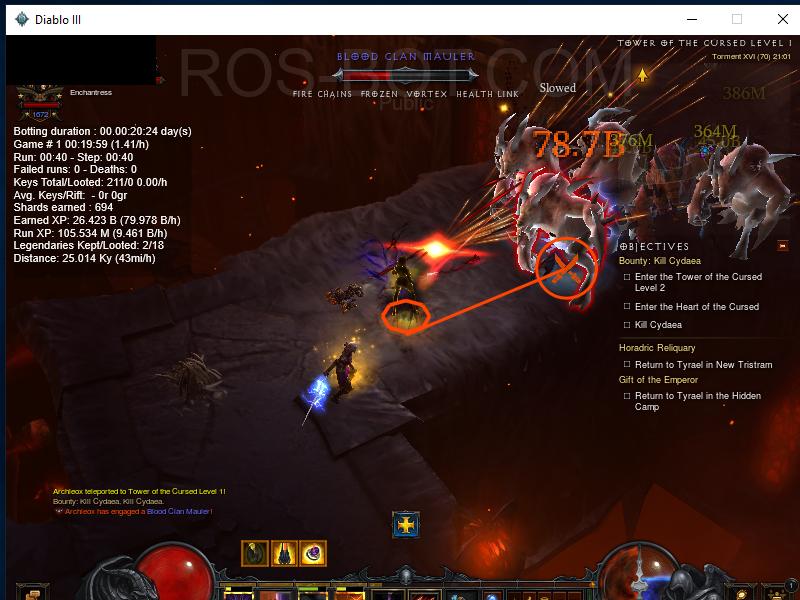 Diablo III
TOWER OF THE CURSED LEVEL 1
Torment XVI (70) 21:01
BLOOD CLAN MAULER
FIRE CHAINS FROZEN VORTEX HEALTH LINK
Public
Slowed
386M
78.7B
376M
364M
Enchantress
1672
Botting duration : 00.00:20:24 day(s)
Game # 1 00:19:59 (1.41/h)
Run: 00:40 - Step: 00:40
Failed runs: 0 - Deaths: 0
Keys Total/Looted: 211/0 0.00/h
Avg. Keys/Rift: - 0r 0gr
Shards earned : 694
Earned XP: 26.423 B (79.978 B/h)
Run XP: 105.534 M (9.461 B/h)
Legendaries Kept/Looted: 2/18
Distance: 25.014 Ky (43mi/h)
OBJECTIVES
Bounty: Kill Cydaea
Enter the Tower of the Cursed
Level 2
Enter the Heart of the Cursed
Kill Cydaea
Horadric Reliquary
Return to Tyrael in New Tristram
Gift of the Emperor
Return to Tyrael in the Hidden
Camp
Archleox teleported to Tower of the Cursed Level 1!
Bounty: Kill Cydaea, Kill Cydaea.
Archleox has engaged a Blood Clan Mauler!
1